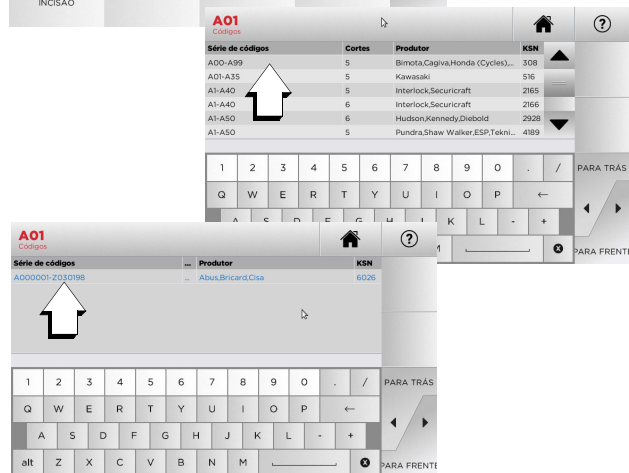 INCISÃO
A01
Códigos
?
Série de códigos Cortes Produtor KSN
A00-A99 5 Bimota,Cagiva,Honda (Cycles),... 308
A01-A35 5 Kawasaki 516
A1-A40 5 Interlock,Securicraft 2165
A1-A40 6 Interlock,Securicraft 2166
A1-A50 6 Hudson,Kennedy,Diebold 2928
A1-A50 5 Pundra,Shaw Walker,ESP,Tekni... 4189
1 2 3 4 5 6 7 8 9 0 . / PARA TRÁS
Q W E R T Y U I O P ←
K L - +
PARA FRENTE
A01
Códigos
?
Série de códigos ... Produtor KSN
A000001-Z030198 ... Abus,Bricard,Cisa 6026
1 2 3 4 5 6 7 8 9 0 . / PARA TRÁS
Q W E R T Y U I O P ←
A S D F G H J K L - +
alt Z X C V B N M PARA FRENTE